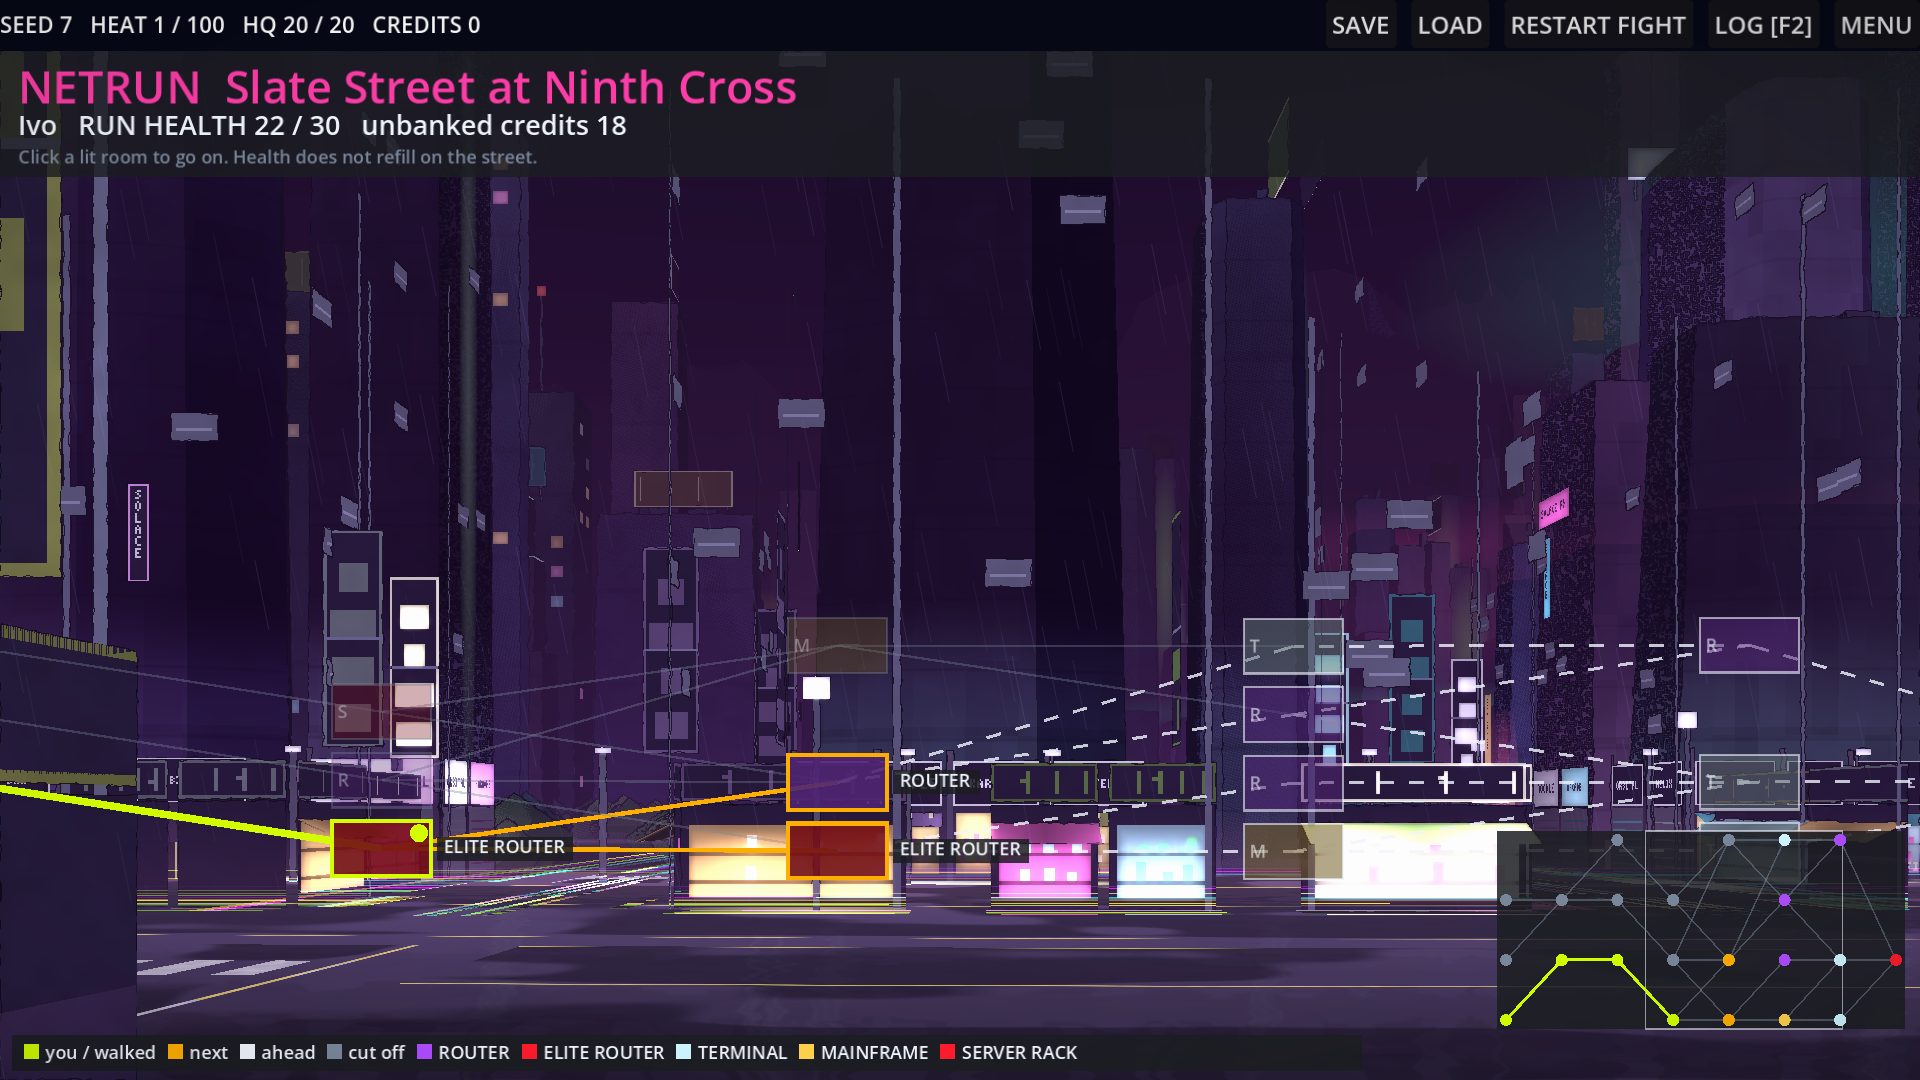 SEED 7 HEAT 1 / 100 HQ 20 / 20 CREDITS 0
SAVE LOAD RESTART FIGHT LOG [F2] MENU
NETRUN Slate Street at Ninth Cross
Ivo RUN HEALTH 22 / 30 unbanked credits 18
Click a lit room to go on. Health does not refill on the street.
SOLACE
M
T
R
S
R
R
ROUTER
R
R
ELITE ROUTER
ELITE ROUTER
M
you / walked next ahead cut off ROUTER ELITE ROUTER TERMINAL MAINFRAME SERVER RACK